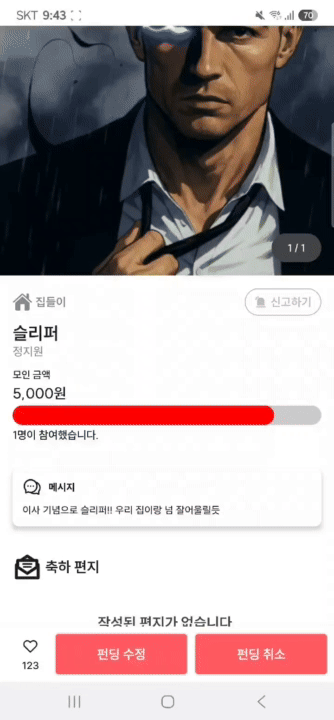 SKT 9:43
70
1 / 1
집들이
신고하기
슬리퍼
정지원
모인 금액
5,000원
1명이 참여했습니다.
메시지
이사 기념으로 슬리퍼!! 우리 집이랑 넘 잘어울릴듯
축하 편지
작성된 편지가 없습니다
123
펀딩 수정
펀딩 취소